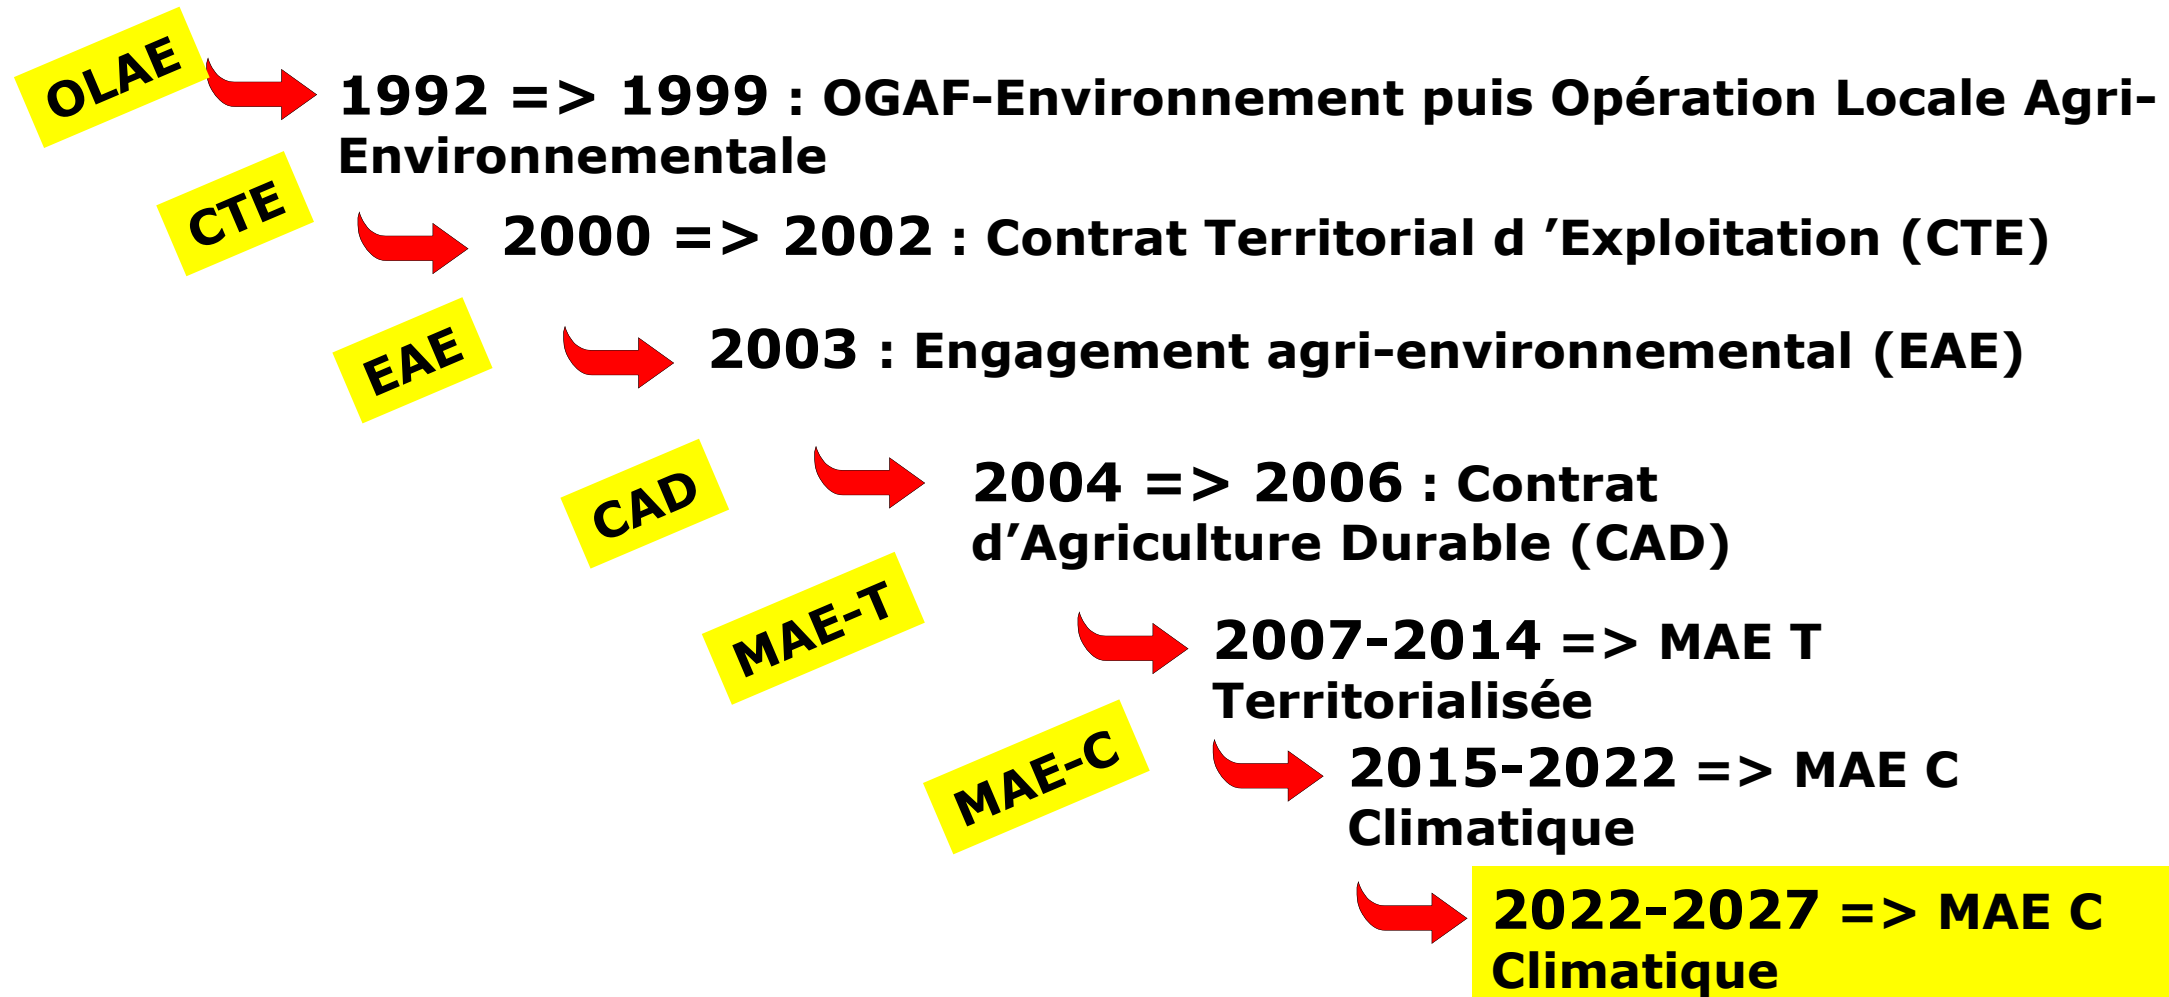 OLAE
1992 => 1999 : OGAF-Environnement puis Opération Locale Agri-
Environnementale
CTE
2000 => 2002 : Contrat Territorial d ’Exploitation (CTE)
EAE
2003 : Engagement agri-environnemental (EAE)
CAD
2004 => 2006 : Contrat
d’Agriculture Durable (CAD)
MAE-T
2007-2014 => MAE T
Territorialisée
MAE-C
2015-2022 => MAE C
Climatique
2022-2027 => MAE C
Climatique